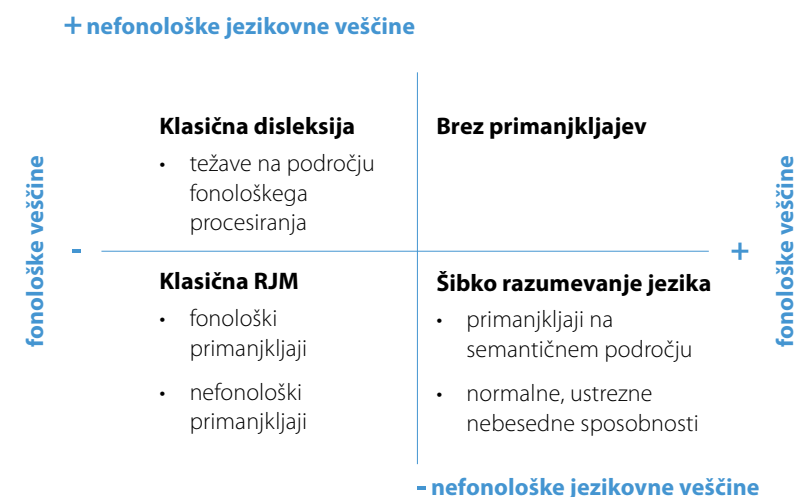 + nefonološke jezikovne veščine
Klasična disleksija
• težave na področju
fonološkega
procesiranja
Brez primanjkljajev
fonološke veščine
-
+
fonološke veščine
Klasična RJM
• fonološki
primanjkljaji
• nefonološki
primanjkljaji
Šibko razumevanje jezika
• primanjkljaji na
semantičnem področju
• normalne, ustrezne
nebesedne sposobnosti
- nefonološke jezikovne veščine